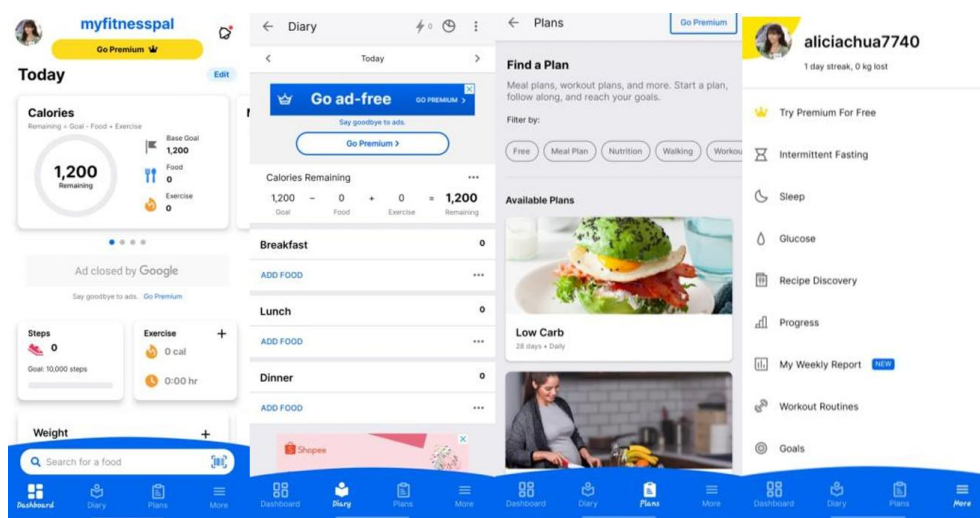 myfitnesspal
Go Premium
Today
Edit
Calories
Remaining = Goal - Food + Exercise
1,200
Remaining
Base Goal
1,200
Food
0
Exercise
0
Ad closed by Google
Say goodbye to ads. Go Premium
Steps
0
Goal: 10,000 steps
Exercise +
0 cal
0:00 hr
Weight +
Search for a food
Dashboard Diary Plans More
← Diary
0
< Today >
Go ad-free GO PREMIUM >
Say goodbye to ads.
Go Premium >
Calories Remaining
1,200 - 0 + 0 = 1,200
Goal Food Exercise Remaining
Breakfast 0
ADD FOOD
Lunch 0
ADD FOOD
Dinner 0
ADD FOOD
Shopee
Dashboard Diary Plans More
← Plans Go Premium
Find a Plan
Meal plans, workout plans, and more. Start a plan,
follow along, and reach your goals.
Filter by:
Free Meal Plan Nutrition Walking Workou
Available Plans
Low Carb
28 days • Daily
Dashboard Diary Plans More
aliciachua7740
1 day streak, 0 kg lost
Try Premium For Free
Intermittent Fasting
Sleep
Glucose
Recipe Discovery
Progress
My Weekly Report NEW
Workout Routines
Goals
Dashboard Diary Plans More